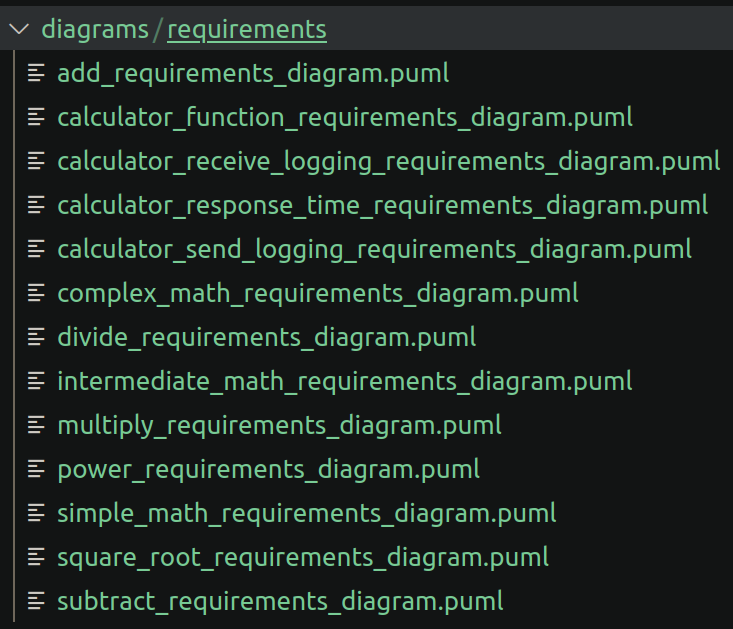 diagrams/requirements
add_requirements_diagram.puml
calculator_function_requirements_diagram.puml
calculator_receive_logging_requirements_diagram.puml
calculator_response_time_requirements_diagram.puml
calculator_send_logging_requirements_diagram.puml
complex_math_requirements_diagram.puml
divide_requirements_diagram.puml
intermediate_math_requirements_diagram.puml
multiply_requirements_diagram.puml
power_requirements_diagram.puml
simple_math_requirements_diagram.puml
square_root_requirements_diagram.puml
subtract_requirements_diagram.puml